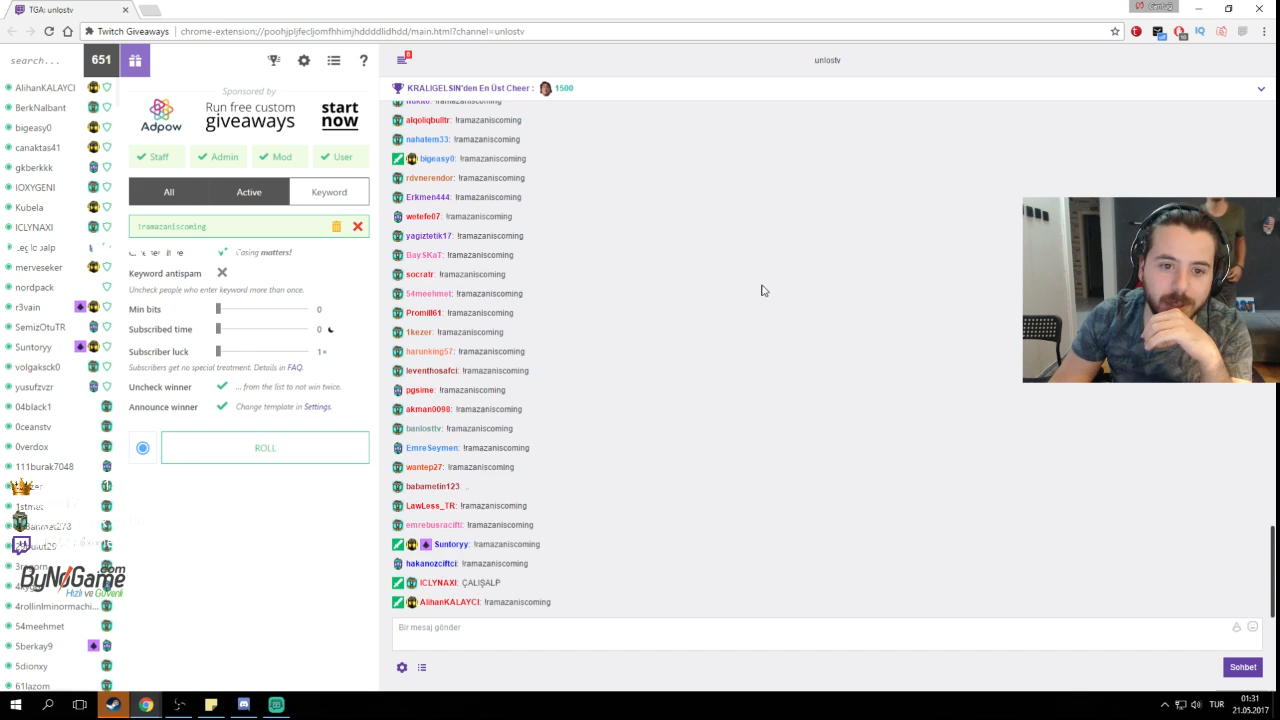 TGA: unlostv
Twitch Giveaways
chrome-extension://poohjpljfecljomfhhimjhddddlidhdd/main.html?channel=unlostv
search...
651
unlostv
AlihanKALAYCI
BerkNalbant
bigeasy0
canaktas41
gkberkkk
IOXYGENI
Kubela
ICLYNAXI
merveseker
nordpack
r3vain
SemizOtuTR
Suntoryy
volgaksck0
yusufzvzr
04black1
0ceanstv
0verdox
111burak7048
ByNoGame.com
Hızlı ve Güvenli
4rollinlminormachi...
54meehmet
5berkay9
5dionxy
61lazom
Sponsored by
Adpow
Run free custom
giveaways
start
now
Staff
Admin
Mod
User
All
Active
Keyword
!ramazaniscoming
Casing matters!
Keyword antispam
Uncheck people who enter keyword more than once.
Min bits
0
Subscribed time
0
Subscriber luck
1×
Subscribers get no special treatment. Details in FAQ.
Uncheck winner
... from the list to not win twice.
Announce winner
Change template in Settings.
ROLL
KRALIGELSIN'den En Üst Cheer : 1500
alqoliqbulltr: !ramazaniscoming
nahatem33: !ramazaniscoming
bigeasy0: !ramazaniscoming
rdvnerendor: !ramazaniscoming
Erkmen444: !ramazaniscoming
wetefe07: !ramazaniscoming
yagiztetik17: !ramazaniscoming
BaySKaT: !ramazaniscoming
socratr: !ramazaniscoming
54meehmet: !ramazaniscoming
Promill61: !ramazaniscoming
1kezer: !ramazaniscoming
harunking57: !ramazaniscoming
leventhosafci: !ramazaniscoming
pgsime: !ramazaniscoming
akman0098: !ramazaniscoming
banlosttv: !ramazaniscoming
EmreSeymen: !ramazaniscoming
wantep27: !ramazaniscoming
babametin123: ..
LawLess_TR: !ramazaniscoming
emrebusracifti: !ramazaniscoming
Suntoryy: !ramazaniscoming
hakanozciftci: !ramazaniscoming
ICLYNAXI: ÇALIŞALP
AlihanKALAYCI: !ramazaniscoming
Bir mesaj gönder
Sohbet
TUR
01:31
21.05.2017